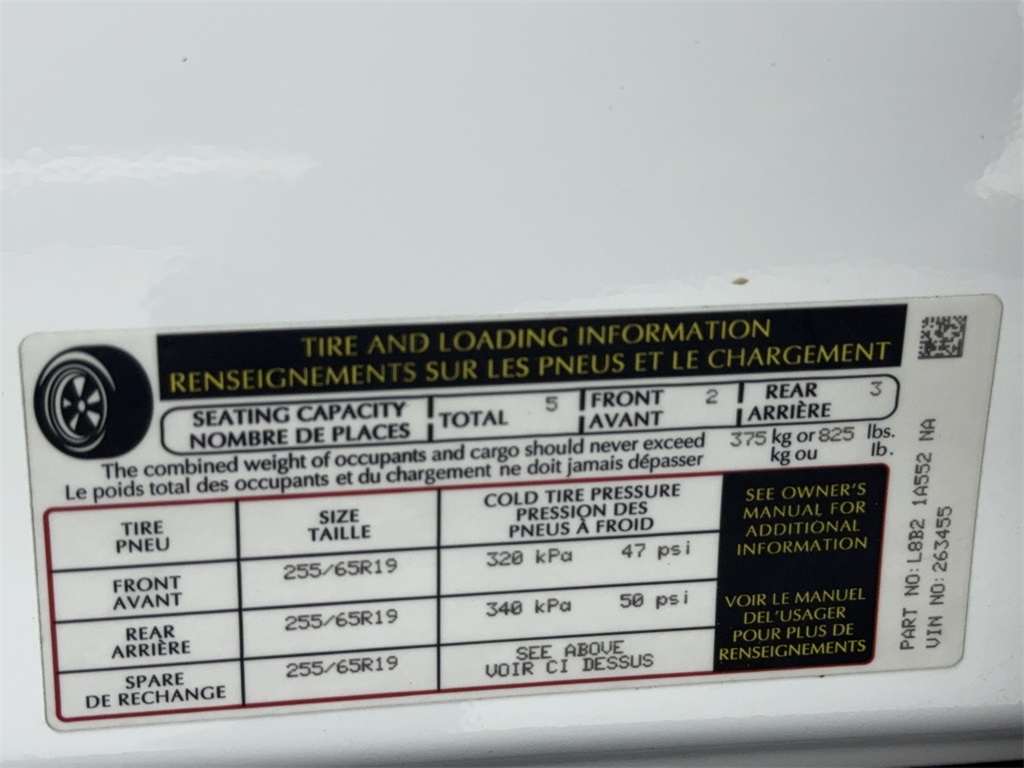 TIRE AND LOADING INFORMATION
RENSEIGNEMENTS SUR LES PNEUS ET LE CHARGEMENT
SEATING CAPACITY
NOMBRE DE PLACES
TOTAL 5
FRONT 2
AVANT
REAR 3
ARRIÈRE
The combined weight of occupants and cargo should never exceed 375 kg or 825 lbs.
Le poids total des occupants et du chargement ne doit jamais dépasser kg ou lb.
TIRE
PNEU
SIZE
TAILLE
COLD TIRE PRESSURE
PRESSION DES
PNEUS À FROID
FRONT
AVANT
255/65R19
320 kPa 47 psi
REAR
ARRIÈRE
255/65R19
340 kPa 50 psi
SPARE
DE RECHANGE
255/65R19
SEE ABOVE
VOIR CI DESSUS
SEE OWNER'S
MANUAL FOR
ADDITIONAL
INFORMATION
VOIR LE MANUEL
DEL'USAGER
POUR PLUS DE
RENSEIGNEMENTS
PART NO: L8B2 1A552 NA
VIN NO: 263455